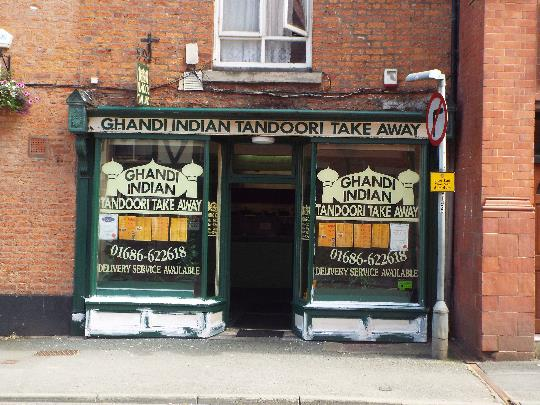 GHANDI INDIAN TANDOORI TAKE AWAY
GHANDI
INDIAN
TANDOORI TAKE AWAY
01686-622618
DELIVERY SERVICE AVAILABLE
GHANDI
INDIAN
TANDOORI TAKE AWAY
01686-622618
DELIVERY SERVICE AVAILABLE